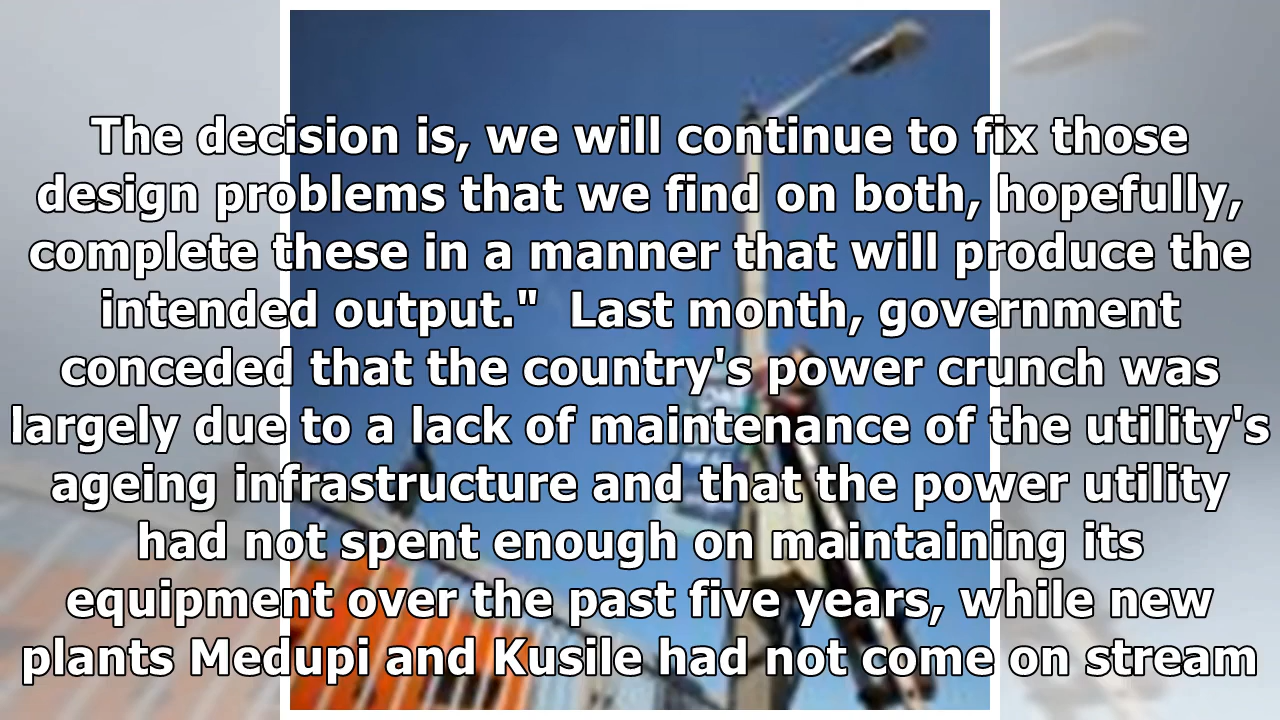 The decision is, we will continue to fix those
design problems that we find on both, hopefully,
complete these in a manner that will produce the
intended output."  Last month, government
conceded that the country's power crunch was
largely due to a lack of maintenance of the utility's
ageing infrastructure and that the power utility
had not spent enough on maintaining its
equipment over the past five years, while new
plants Medupi and Kusile had not come on stream